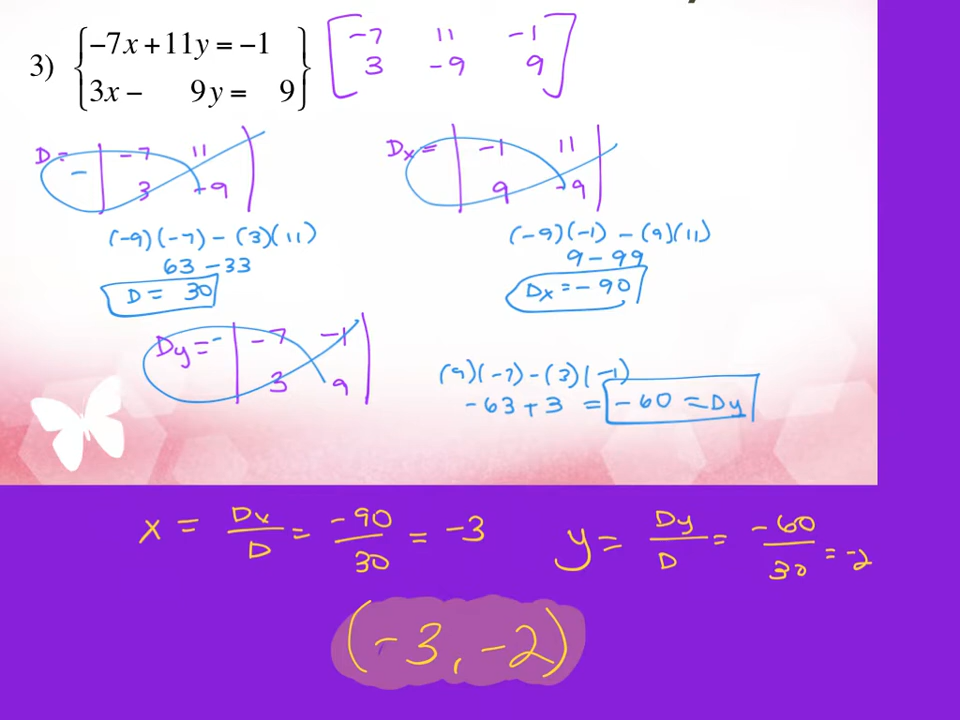 3) {−7x+11y = −1 [ −7 11 −1
3x − 9y = 9} 3 −9 9 ]
D = − | −7 11 |
3 −9
Dx = | −1 11 |
9 −9
(−9)(−7) − (3)(11)
63 −33
D = 30
(−9)(−1) − (9)(11)
9 − 99
Dx = − 90
Dy = − | −7 −1 |
3 9
(9)(−7) − (3)(−1)
−63 + 3 = −60 = Dy
x = Dx/D = −90/30 = −3
y = Dy/D = −60/30 = −2
(−3, −2)